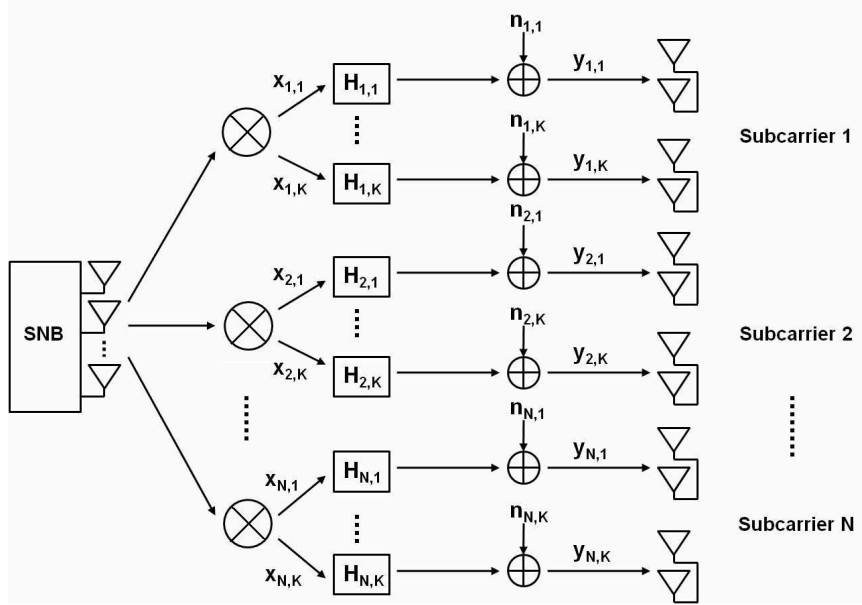 n1,1
x1,1
H1,1
y1,1
n1,K
Subcarrier 1
x1,K
H1,K
y1,K
n2,1
x2,1
H2,1
y2,1
SNB
n2,K
Subcarrier 2
x2,K
H2,K
y2,K
nN,1
xN,1
HN,1
yN,1
nN,K
Subcarrier N
xN,K
HN,K
yN,K